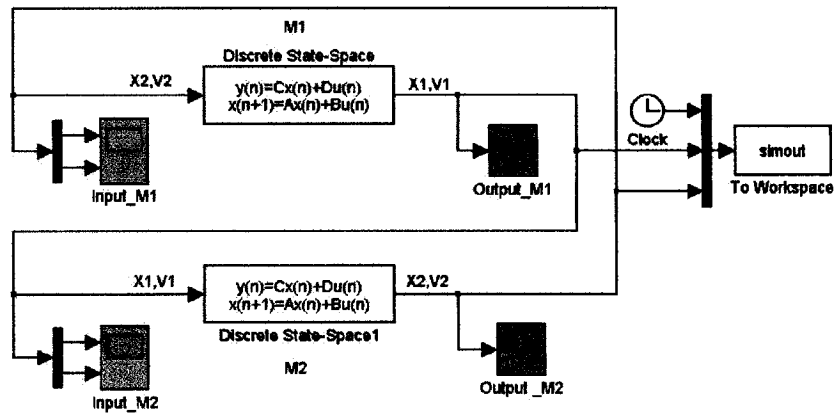 M1
Discrete State-Space
X2,V2
y(n)=Cx(n)+Du(n)
x(n+1)=Ax(n)+Bu(n)
X1,V1
Input_M1
Output_M1
Clock
simout
To Workspace
X1,V1
y(n)=Cx(n)+Du(n)
x(n+1)=Ax(n)+Bu(n)
X2,V2
Discrete State-Space1
M2
Input_M2
Output _M2